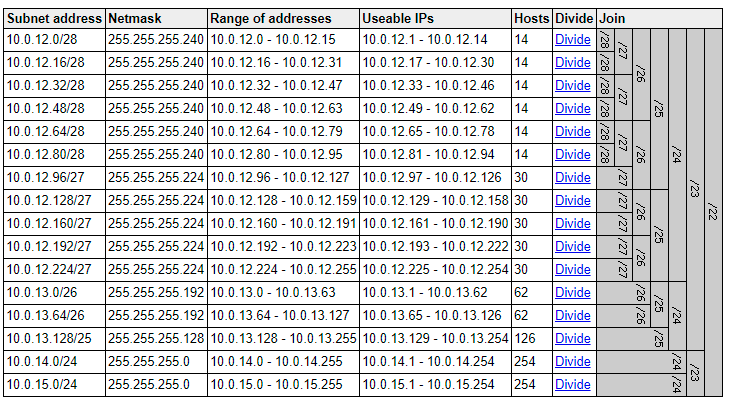 Subnet address Netmask Range of addresses Useable IPs Hosts Divide Join
10.0.12.0/28 255.255.255.240 10.0.12.0 - 10.0.12.15 10.0.12.1 - 10.0.12.14 14 Divide /28 /27 /26 /25 /24 /23 /22
10.0.12.16/28 255.255.255.240 10.0.12.16 - 10.0.12.31 10.0.12.17 - 10.0.12.30 14 Divide /28
10.0.12.32/28 255.255.255.240 10.0.12.32 - 10.0.12.47 10.0.12.33 - 10.0.12.46 14 Divide /28 /27
10.0.12.48/28 255.255.255.240 10.0.12.48 - 10.0.12.63 10.0.12.49 - 10.0.12.62 14 Divide /28
10.0.12.64/28 255.255.255.240 10.0.12.64 - 10.0.12.79 10.0.12.65 - 10.0.12.78 14 Divide /28 /27 /26
10.0.12.80/28 255.255.255.240 10.0.12.80 - 10.0.12.95 10.0.12.81 - 10.0.12.94 14 Divide /28
10.0.12.96/27 255.255.255.224 10.0.12.96 - 10.0.12.127 10.0.12.97 - 10.0.12.126 30 Divide /27
10.0.12.128/27 255.255.255.224 10.0.12.128 - 10.0.12.159 10.0.12.129 - 10.0.12.158 30 Divide /27 /26 /25
10.0.12.160/27 255.255.255.224 10.0.12.160 - 10.0.12.191 10.0.12.161 - 10.0.12.190 30 Divide /27
10.0.12.192/27 255.255.255.224 10.0.12.192 - 10.0.12.223 10.0.12.193 - 10.0.12.222 30 Divide /27 /26
10.0.12.224/27 255.255.255.224 10.0.12.224 - 10.0.12.255 10.0.12.225 - 10.0.12.254 30 Divide /27
10.0.13.0/26 255.255.255.192 10.0.13.0 - 10.0.13.63 10.0.13.1 - 10.0.13.62 62 Divide /26 /25 /24
10.0.13.64/26 255.255.255.192 10.0.13.64 - 10.0.13.127 10.0.13.65 - 10.0.13.126 62 Divide /26
10.0.13.128/25 255.255.255.128 10.0.13.128 - 10.0.13.255 10.0.13.129 - 10.0.13.254 126 Divide /25
10.0.14.0/24 255.255.255.0 10.0.14.0 - 10.0.14.255 10.0.14.1 - 10.0.14.254 254 Divide /24 /23
10.0.15.0/24 255.255.255.0 10.0.15.0 - 10.0.15.255 10.0.15.1 - 10.0.15.254 254 Divide /24